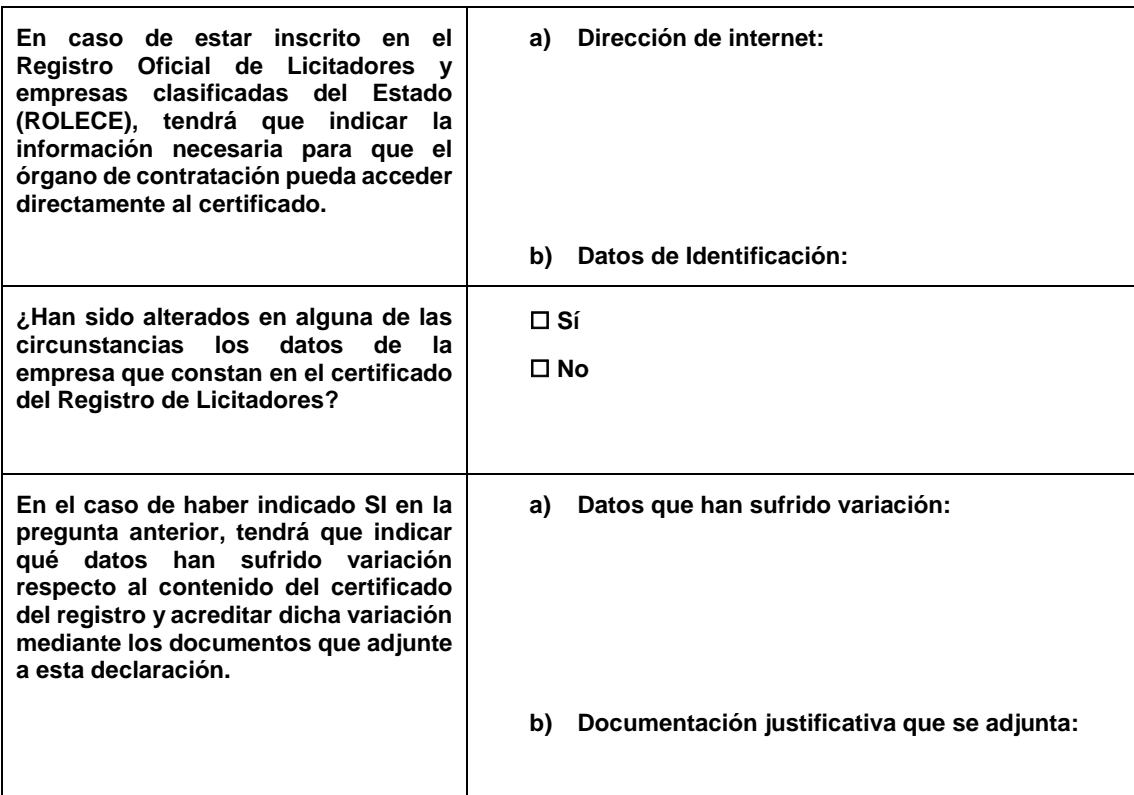 En caso de estar inscrito en el
Registro Oficial de Licitadores y
empresas clasificadas del Estado
(ROLECE), tendrá que indicar la
información necesaria para que el
órgano de contratación pueda acceder
directamente al certificado.
a) Dirección de internet:
b) Datos de Identificación:
¿Han sido alterados en alguna de las
circunstancias los datos de la
empresa que constan en el certificado
del Registro de Licitadores?
☐ Sí
☐ No
En el caso de haber indicado SI en la
pregunta anterior, tendrá que indicar
qué datos han sufrido variación
respecto al contenido del certificado
del registro y acreditar dicha variación
mediante los documentos que adjunte
a esta declaración.
a) Datos que han sufrido variación:
b) Documentación justificativa que se adjunta: